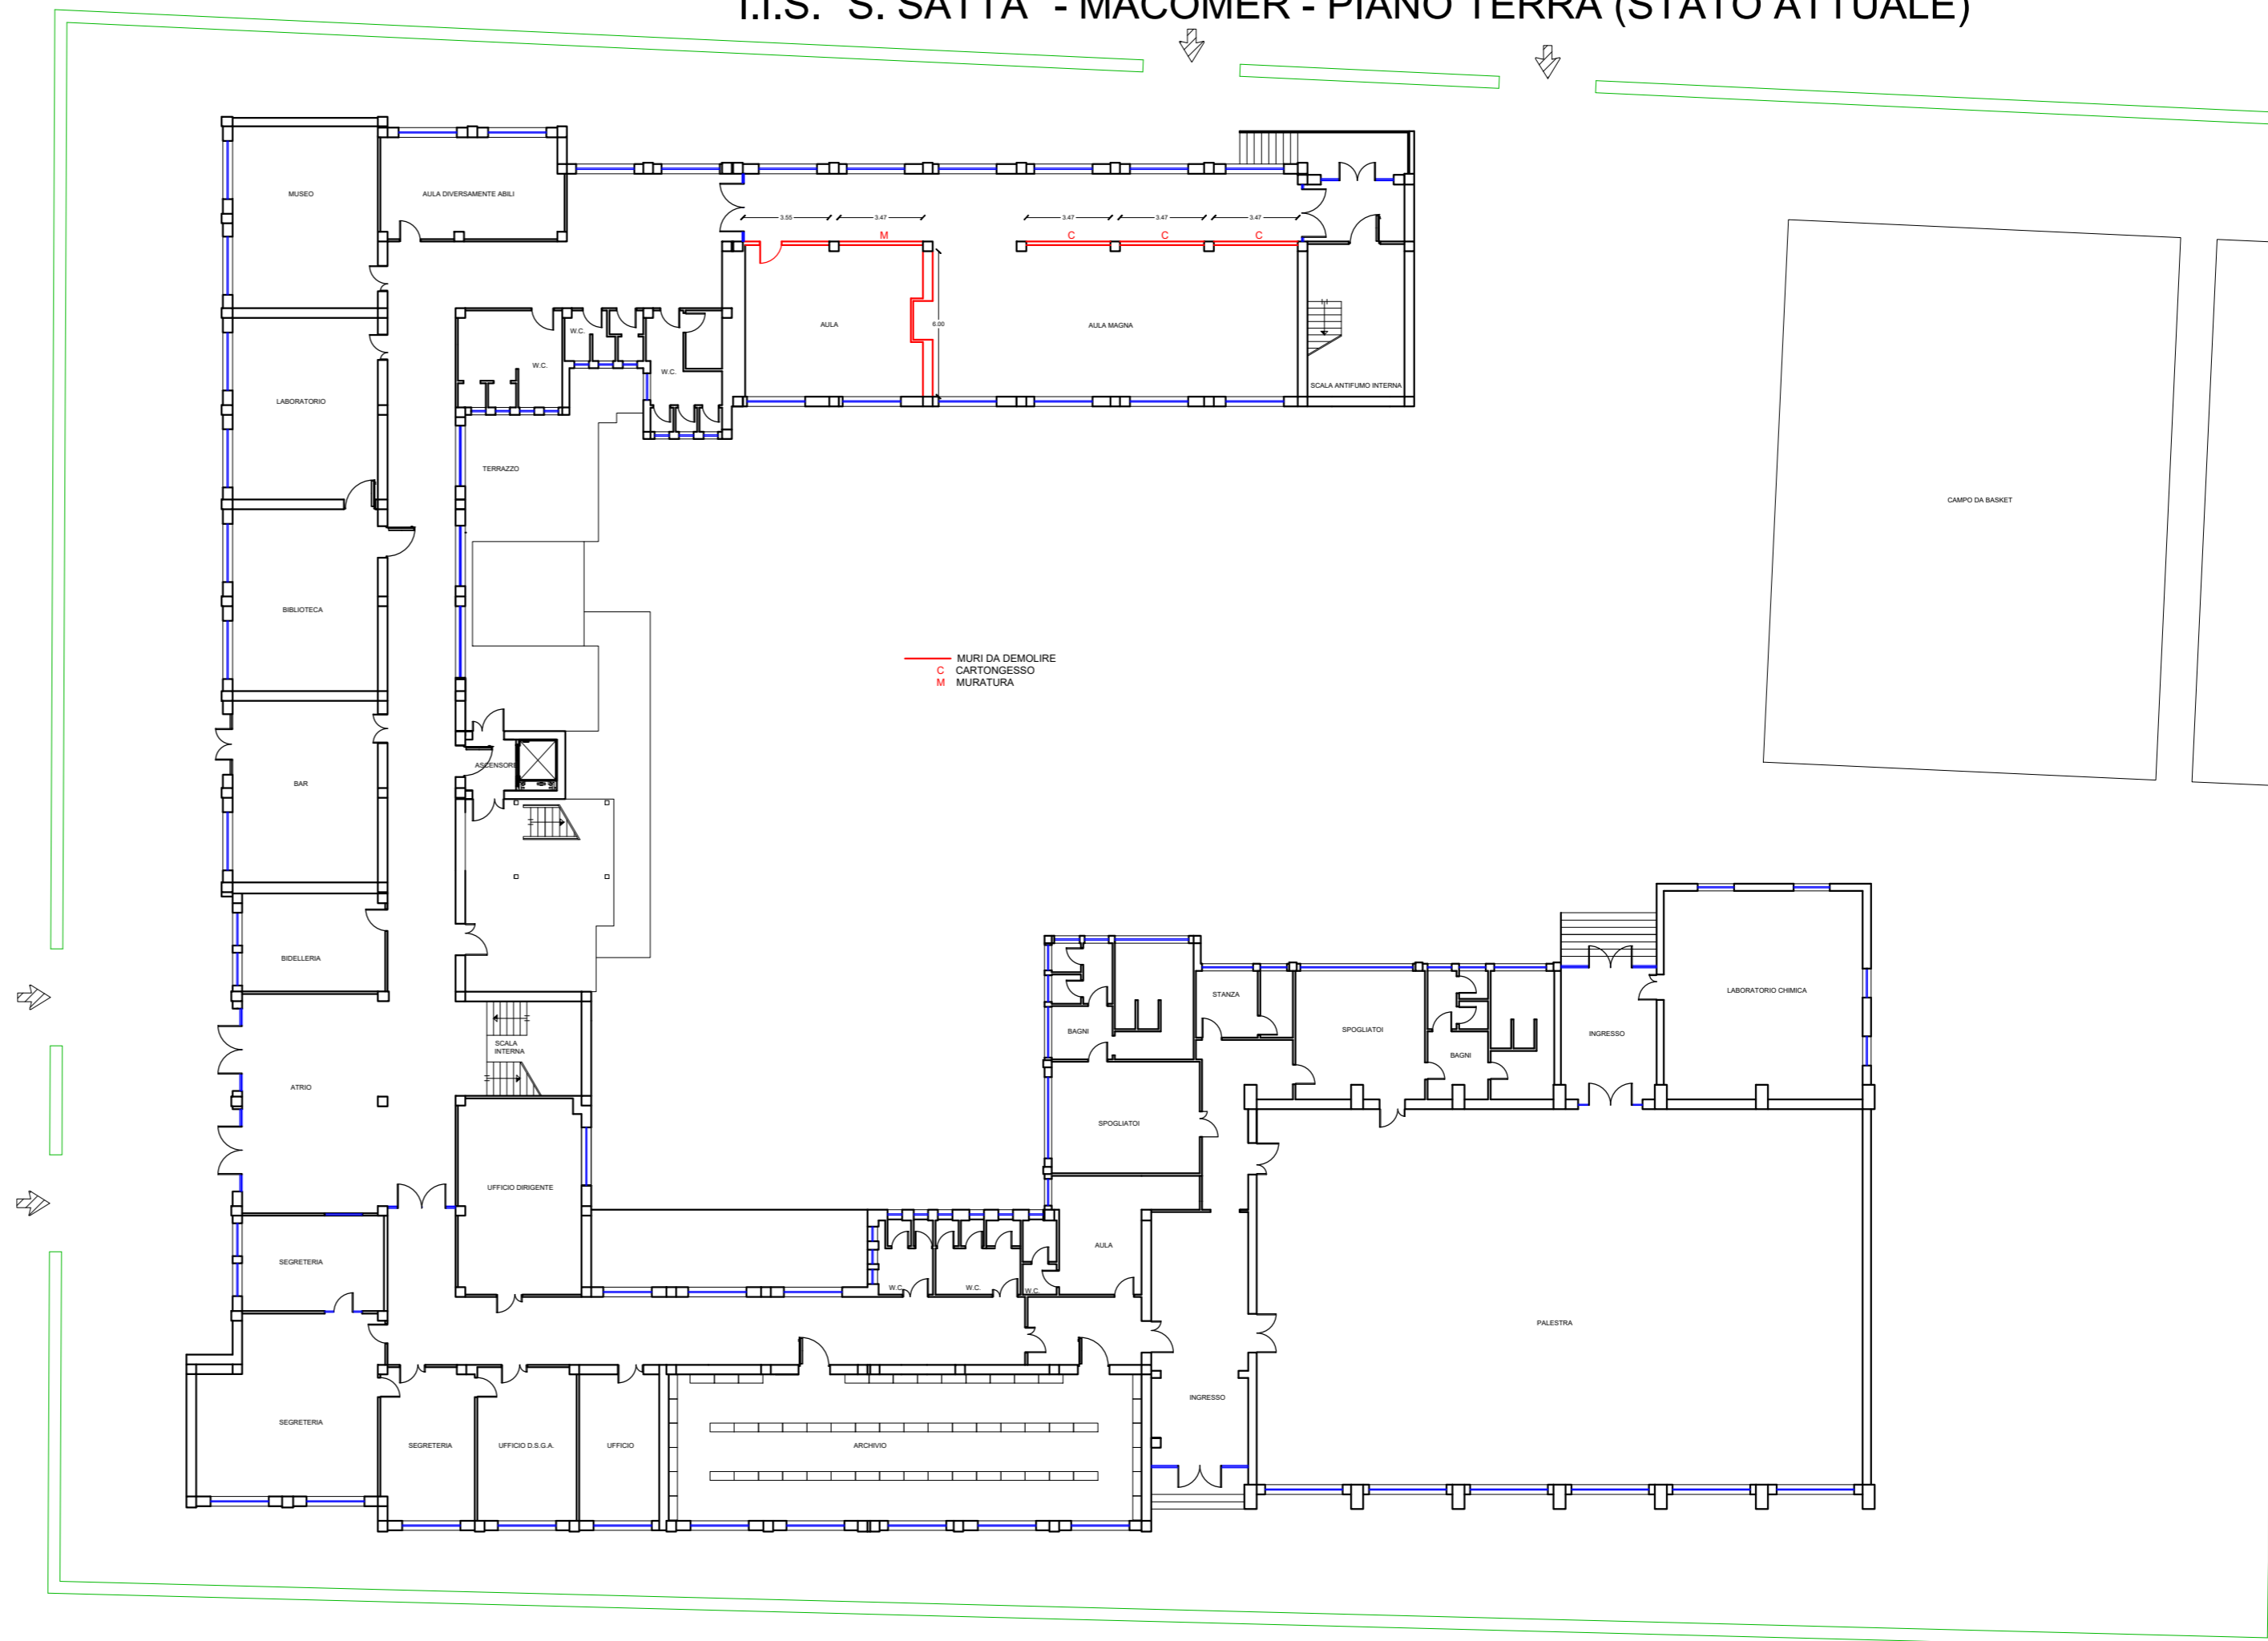 I.I.S. "S. SATTA" - MACOMER - PIANO TERRA (STATO ATTUALE)
MUSEO
AULA DIVERSAMENTE ABILI
3.55
3.47
3.47
3.47
3.47
M
C
C
C
AULA
6.00
AULA MAGNA
W.C.
W.C.
W.C.
SCALA ANTIFUMO INTERNA
LABORATORIO
TERRAZZO
CAMPO DA BASKET
BIBLIOTECA
MURI DA DEMOLIRE
C CARTONGESSO
M MURATURA
ASCENSORE
BAR
BIDELLERIA
STANZA
LABORATORIO CHIMICA
BAGNI
SPOGLIATOI
INGRESSO
BAGNI
SCALA
INTERNA
ATRIO
SPOGLIATOI
UFFICIO DIRIGENTE
AULA
SEGRETERIA
W.C.
W.C.
W.C.
PALESTRA
INGRESSO
SEGRETERIA
SEGRETERIA
UFFICIO D.S.G.A.
UFFICIO
ARCHIVIO